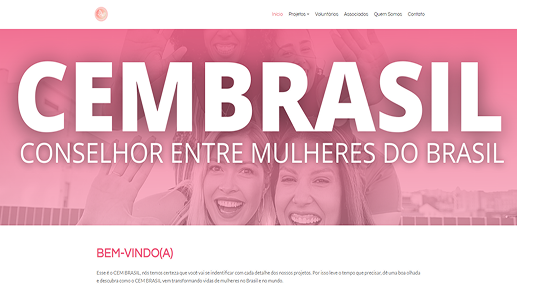 Início Projetos Voluntários Associados Quem Somos Contato
CEMBRASIL
CONSELHOR ENTRE MULHERES DO BRASIL
BEM-VINDO(A)
Esse é o CEM BRASIL, nós temos certeza que você vai se indentificar com cada detalhe dos nossos projetos. Por isso leve o tempo que precisar, dê uma boa olhada
e descubra como o CEM BRASIL vem transformando vidas de mulheres no Brasil e no mundo.